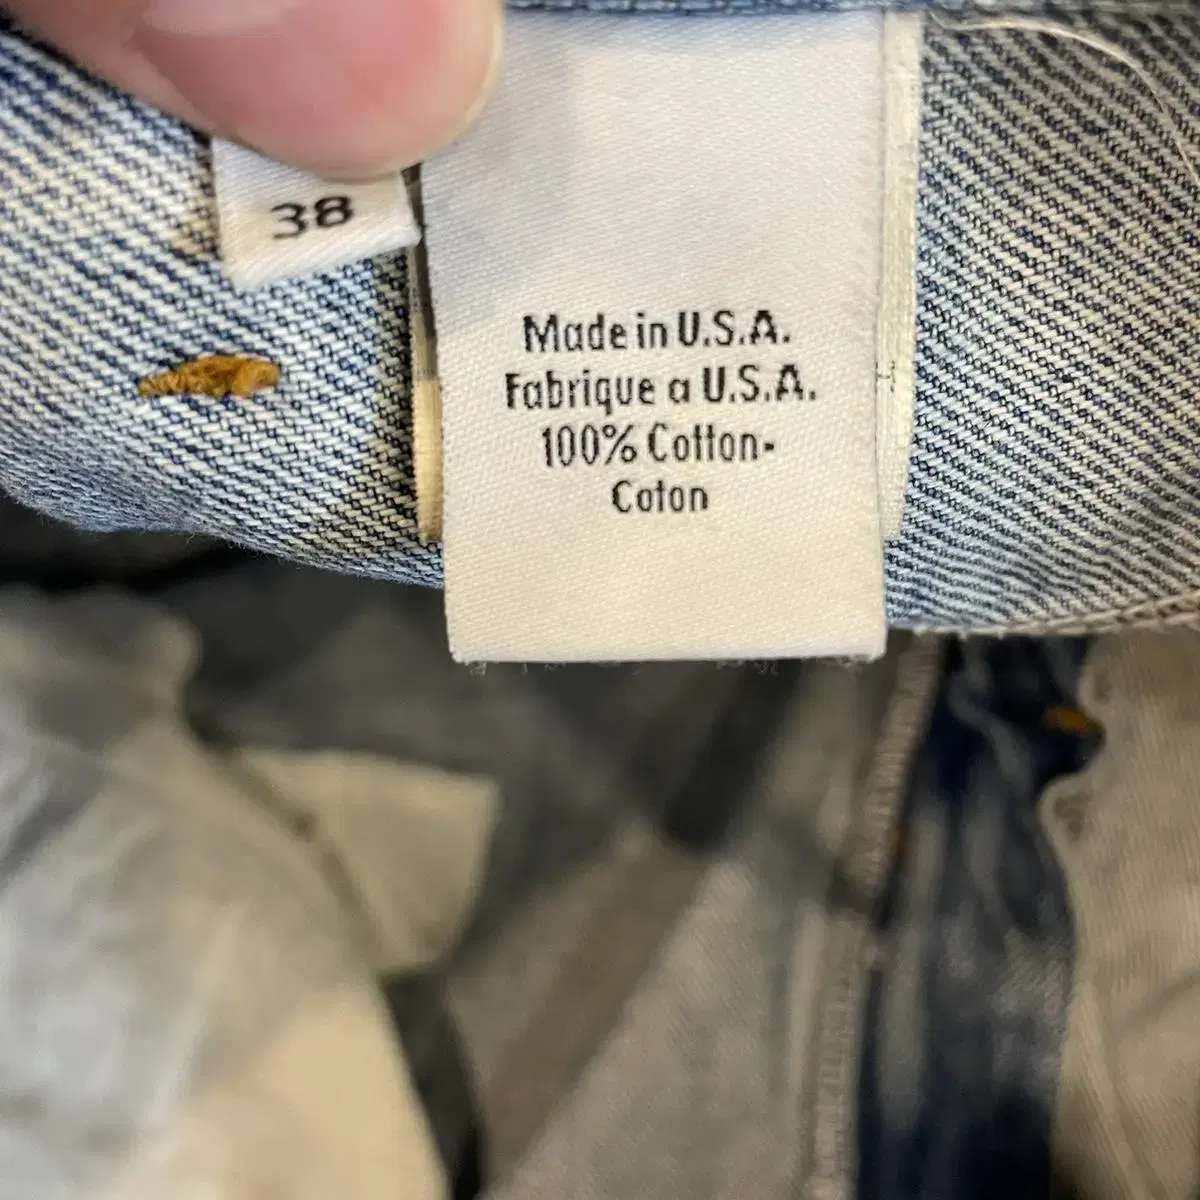 38
Made in U.S.A.
Fabrique a U.S.A.
100% Cotton-
Coton